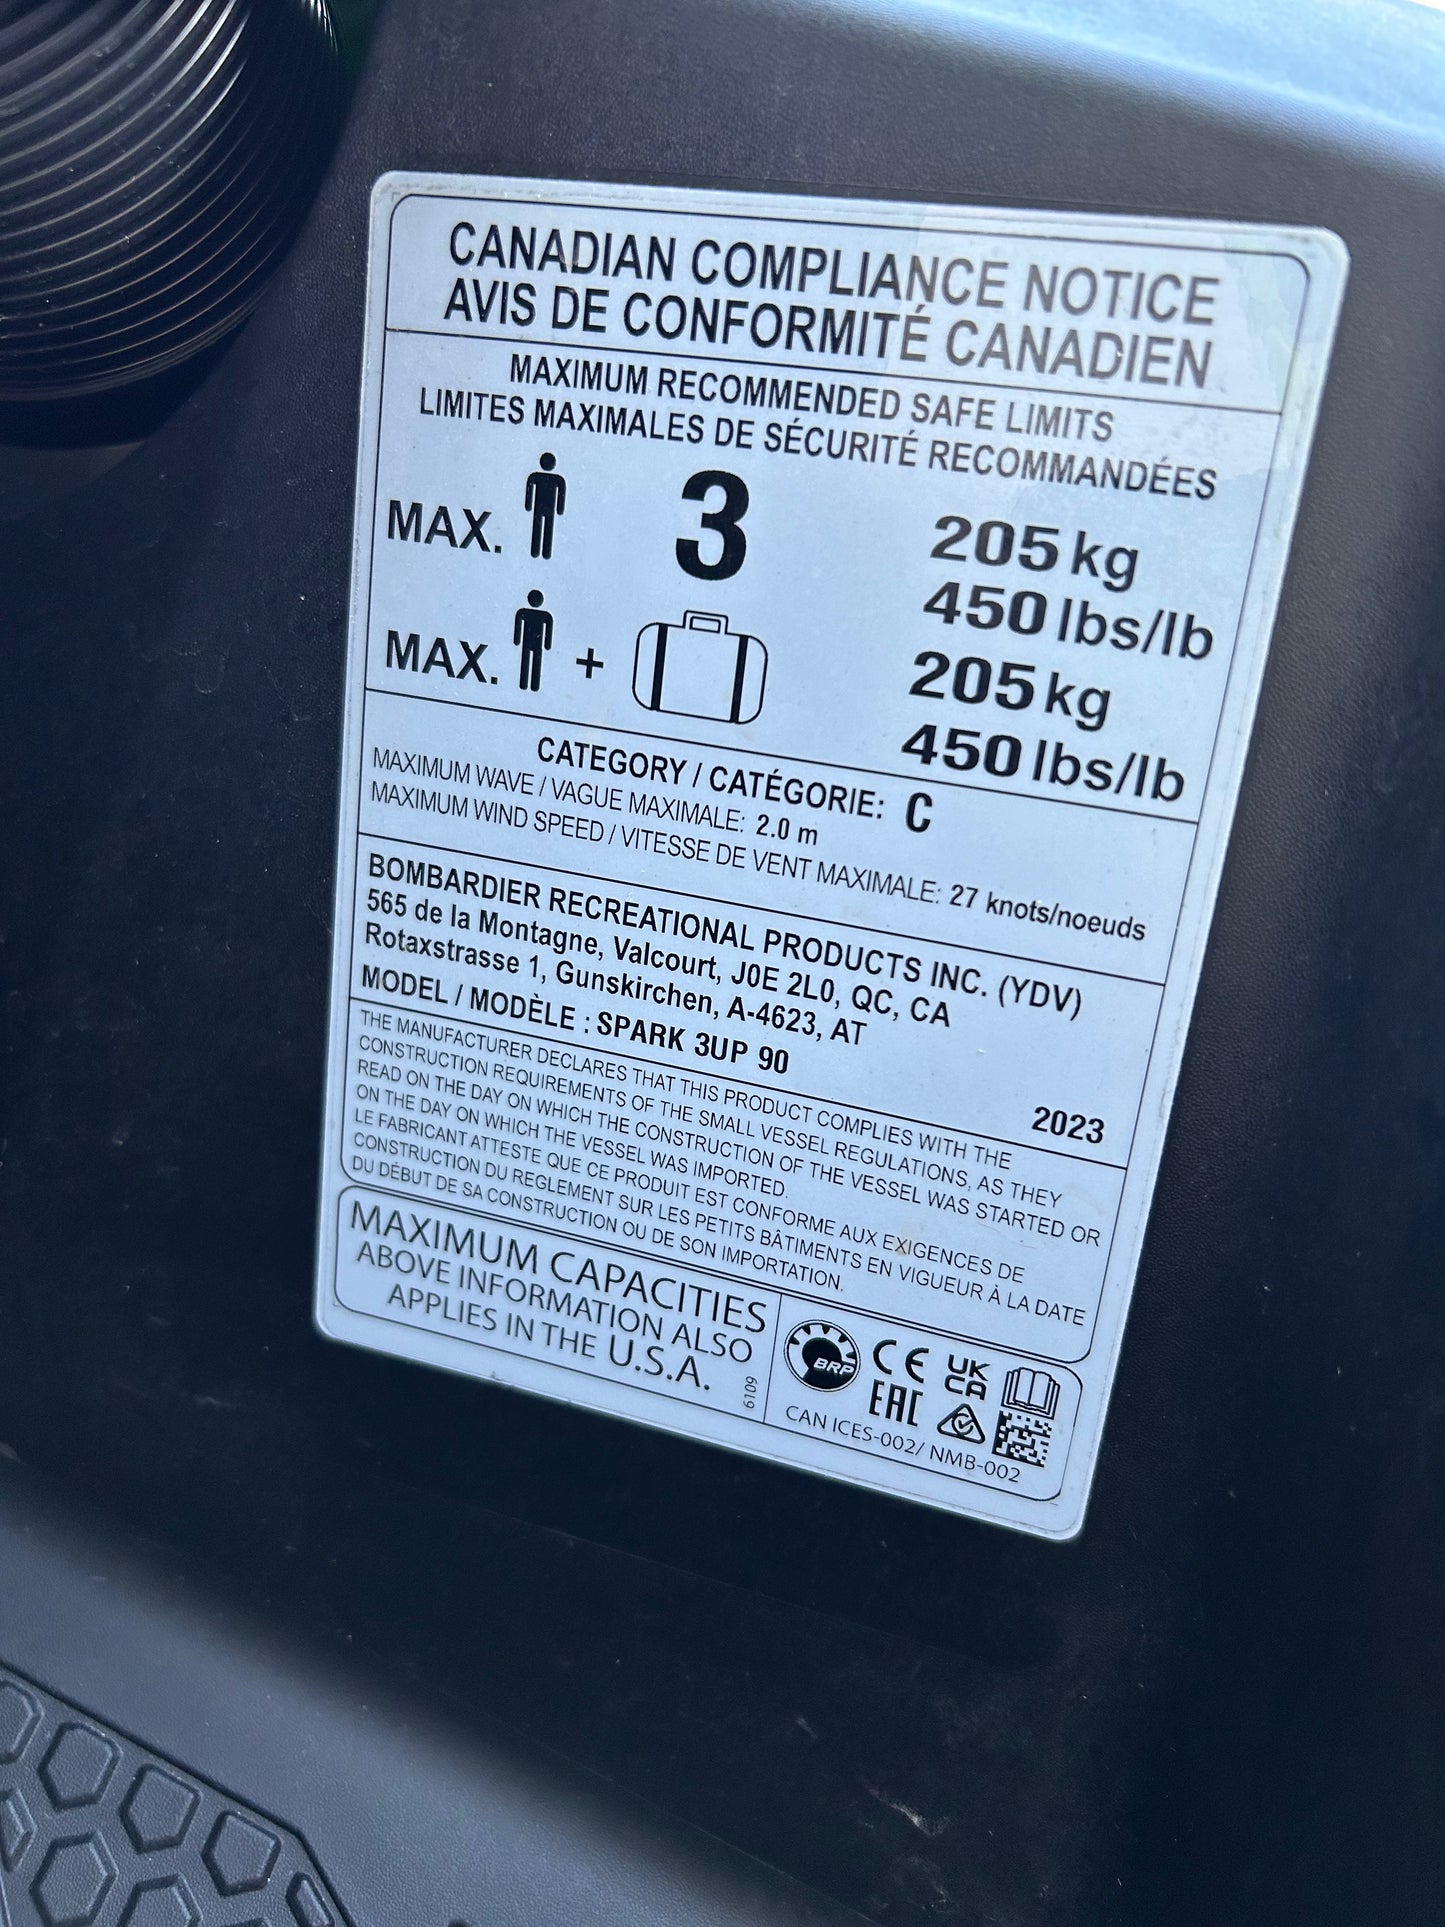 CANADIAN COMPLIANCE NOTICE
AVIS DE CONFORMITÉ CANADIEN
MAXIMUM RECOMMENDED SAFE LIMITS
LIMITES MAXIMALES DE SÉCURITÉ RECOMMANDÉES
MAX. 3 205 kg
450 lbs/lb
MAX. + 205 kg
450 lbs/lb
CATEGORY / CATÉGORIE: C
MAXIMUM WAVE / VAGUE MAXIMALE: 2.0 m
MAXIMUM WIND SPEED / VITESSE DE VENT MAXIMALE: 27 knots/noeuds
BOMBARDIER RECREATIONAL PRODUCTS INC. (YDV)
565 de la Montagne, Valcourt, J0E 2L0, QC, CA
Rotaxstrasse 1, Gunskirchen, A-4623, AT
MODEL / MODÈLE : SPARK 3UP 90
2023
THE MANUFACTURER DECLARES THAT THIS PRODUCT COMPLIES WITH THE
CONSTRUCTION REQUIREMENTS OF THE SMALL VESSEL REGULATIONS, AS THEY
READ ON THE DAY ON WHICH THE CONSTRUCTION OF THE VESSEL WAS STARTED OR
ON THE DAY ON WHICH THE VESSEL WAS IMPORTED.
LE FABRICANT ATTESTE QUE CE PRODUIT EST CONFORME AUX EXIGENCES DE
CONSTRUCTION DU REGLEMENT SUR LES PETITS BÂTIMENTS EN VIGUEUR À LA DATE
DU DÉBUT DE SA CONSTRUCTION OU DE SON IMPORTATION.
MAXIMUM CAPACITIES
ABOVE INFORMATION ALSO
APPLIES IN THE U.S.A.
6109
BRP CE UK
CA
EAC
CAN ICES-002/ NMB-002